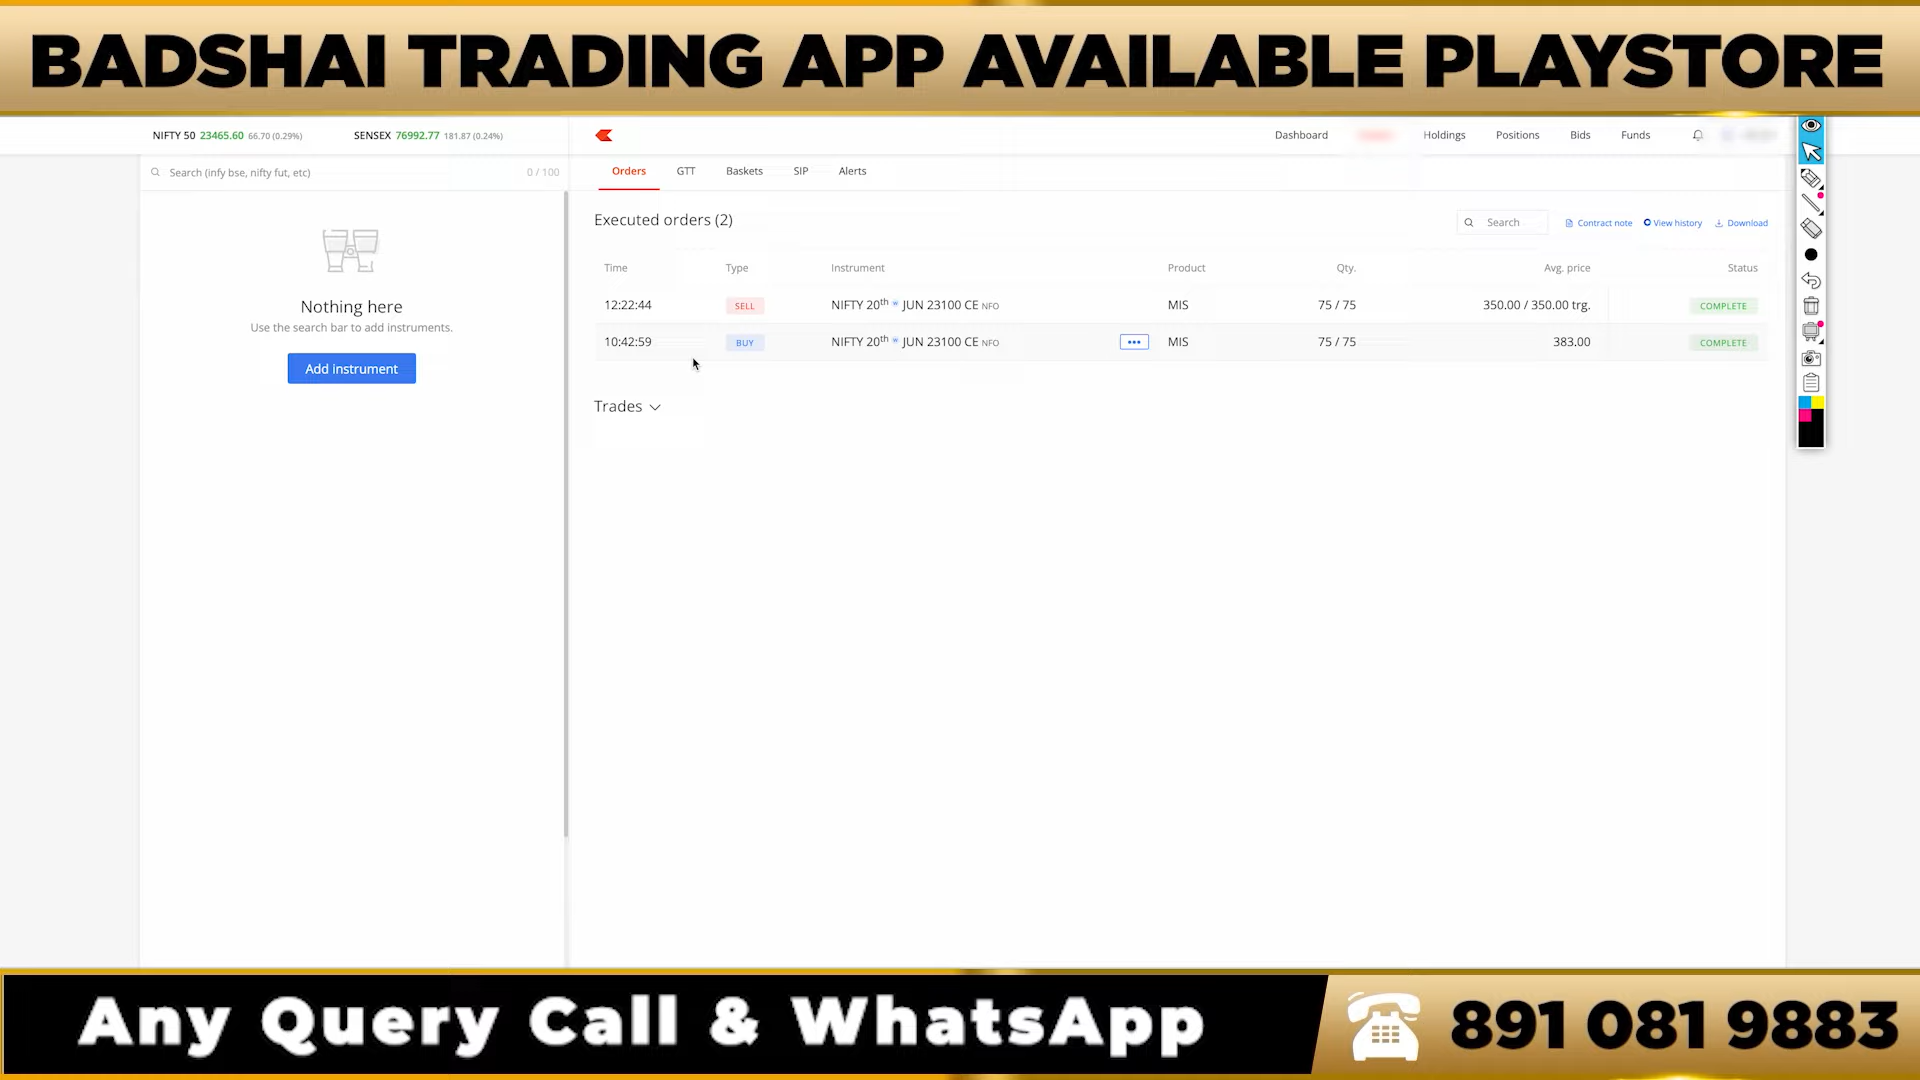 BADSHAI TRADING APP AVAILABLE PLAYSTORE
NIFTY 50 23465.60 66.70 (0.29%) SENSEX 76992.77 181.87 (0.24%)
Dashboard Holdings Positions Bids Funds
Search (infy bse, nifty fut, etc) 0 / 100
Orders GTT Baskets SIP Alerts
Nothing here
Use the search bar to add instruments.
Add instrument
Executed orders (2)
Search Contract note View history Download
Time Type Instrument Product Qty. Avg. price Status
12:22:44 SELL NIFTY 20th w JUN 23100 CE NFO MIS 75 / 75 350.00 / 350.00 trg. COMPLETE
10:42:59 BUY NIFTY 20th w JUN 23100 CE NFO MIS 75 / 75 383.00 COMPLETE
Trades
Any Query Call & WhatsApp 891 081 9883